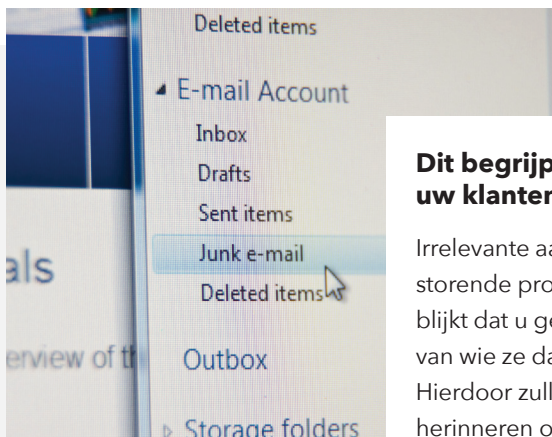 Deleted items
E-mail Account
Inbox
Drafts
Sent items
Junk e-mail
Deleted items
Outbox
Storage folders
als
erview of th
Dit begrijp
uw klanten
Irrelevante aa
storende pro
blijkt dat u ge
van wie ze da
Hierdoor zull
herinneren o